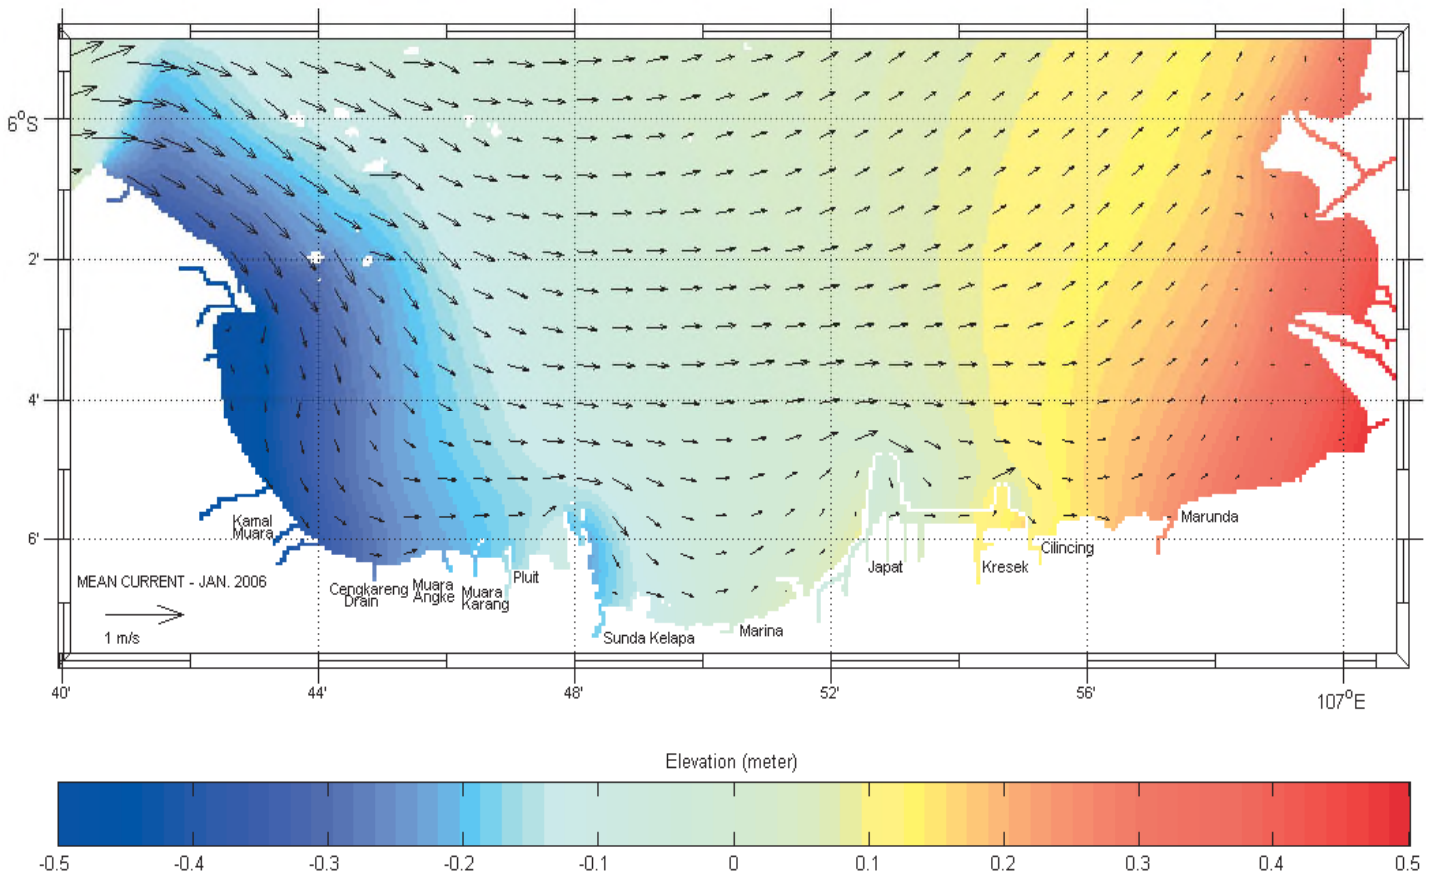 6°S
2'
4'
6'
Kamal
Muara
MEAN CURRENT - JAN. 2006
1 m/s
Cengkareng
Drain
Muara
Angke
Muara
Karang
Pluit
Sunda Kelapa
Marina
Japat
Kresek
Cilincing
Marunda
40' 44' 48' 52' 56' 107°E
Elevation (meter)
-0.5 -0.4 -0.3 -0.2 -0.1 0 0.1 0.2 0.3 0.4 0.5